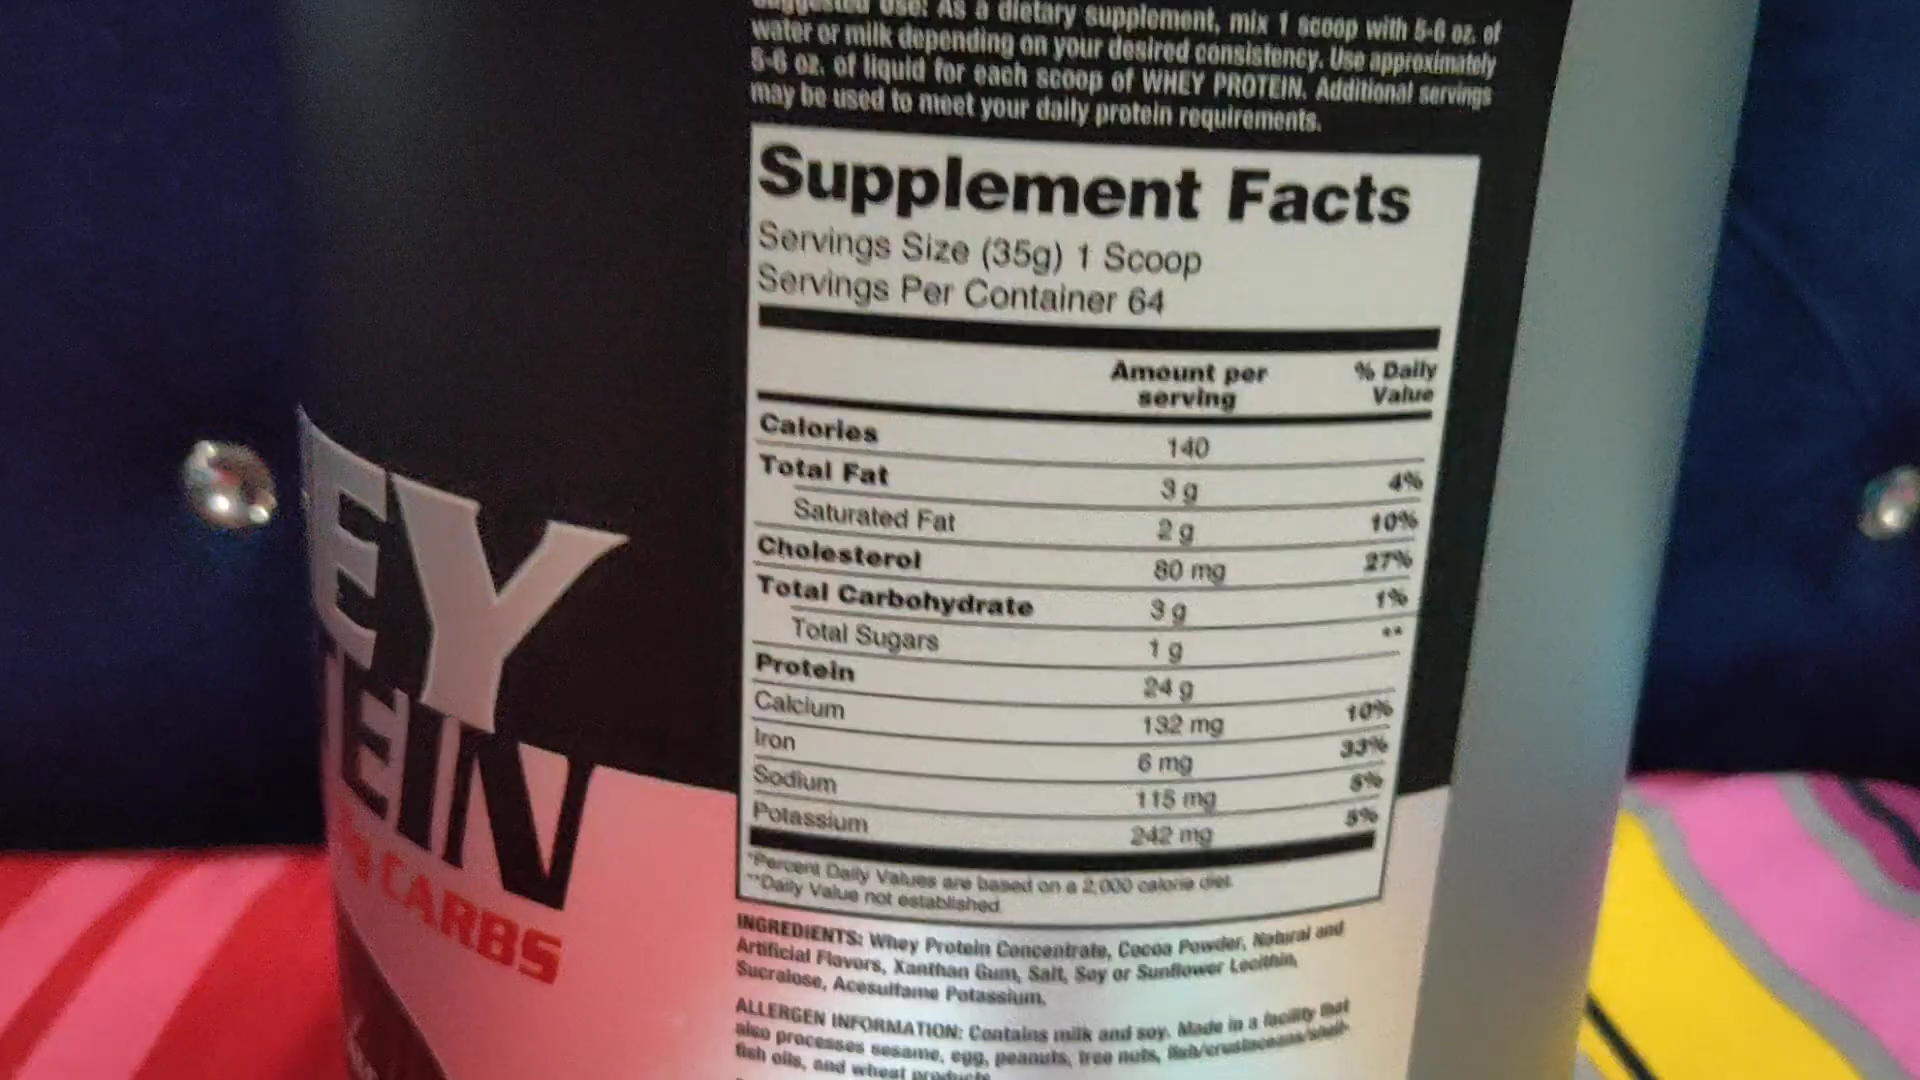 Suggested Use: As a dietary supplement, mix 1 scoop with 5-6 oz. of
water or milk depending on your desired consistency. Use approximately
5-6 oz. of liquid for each scoop of WHEY PROTEIN. Additional servings
may be used to meet your daily protein requirements.
Supplement Facts
Servings Size (35g) 1 Scoop
Servings Per Container 64
Amount per serving % Daily Value
Calories 140
Total Fat 3 g 4%
Saturated Fat 2 g 10%
Cholesterol 80 mg 27%
Total Carbohydrate 3 g 1%
Total Sugars 1 g **
Protein 24 g
Calcium 132 mg 10%
Iron 6 mg 33%
Sodium 115 mg 5%
Potassium 242 mg 5%
*Percent Daily Values are based on a 2,000 calorie diet.
**Daily Value not established
INGREDIENTS: Whey Protein Concentrate, Cocoa Powder, Natural and
Artificial Flavors, Xanthan Gum, Salt, Soy or Sunflower Lecithin,
Sucralose, Acesulfame Potassium.
ALLERGEN INFORMATION: Contains milk and soy. Made in a facility that
also processes sesame, egg, peanuts, tree nuts, fish/crustaceans/shell-
fish oils, and wheat products
EY
EIN
CARBS